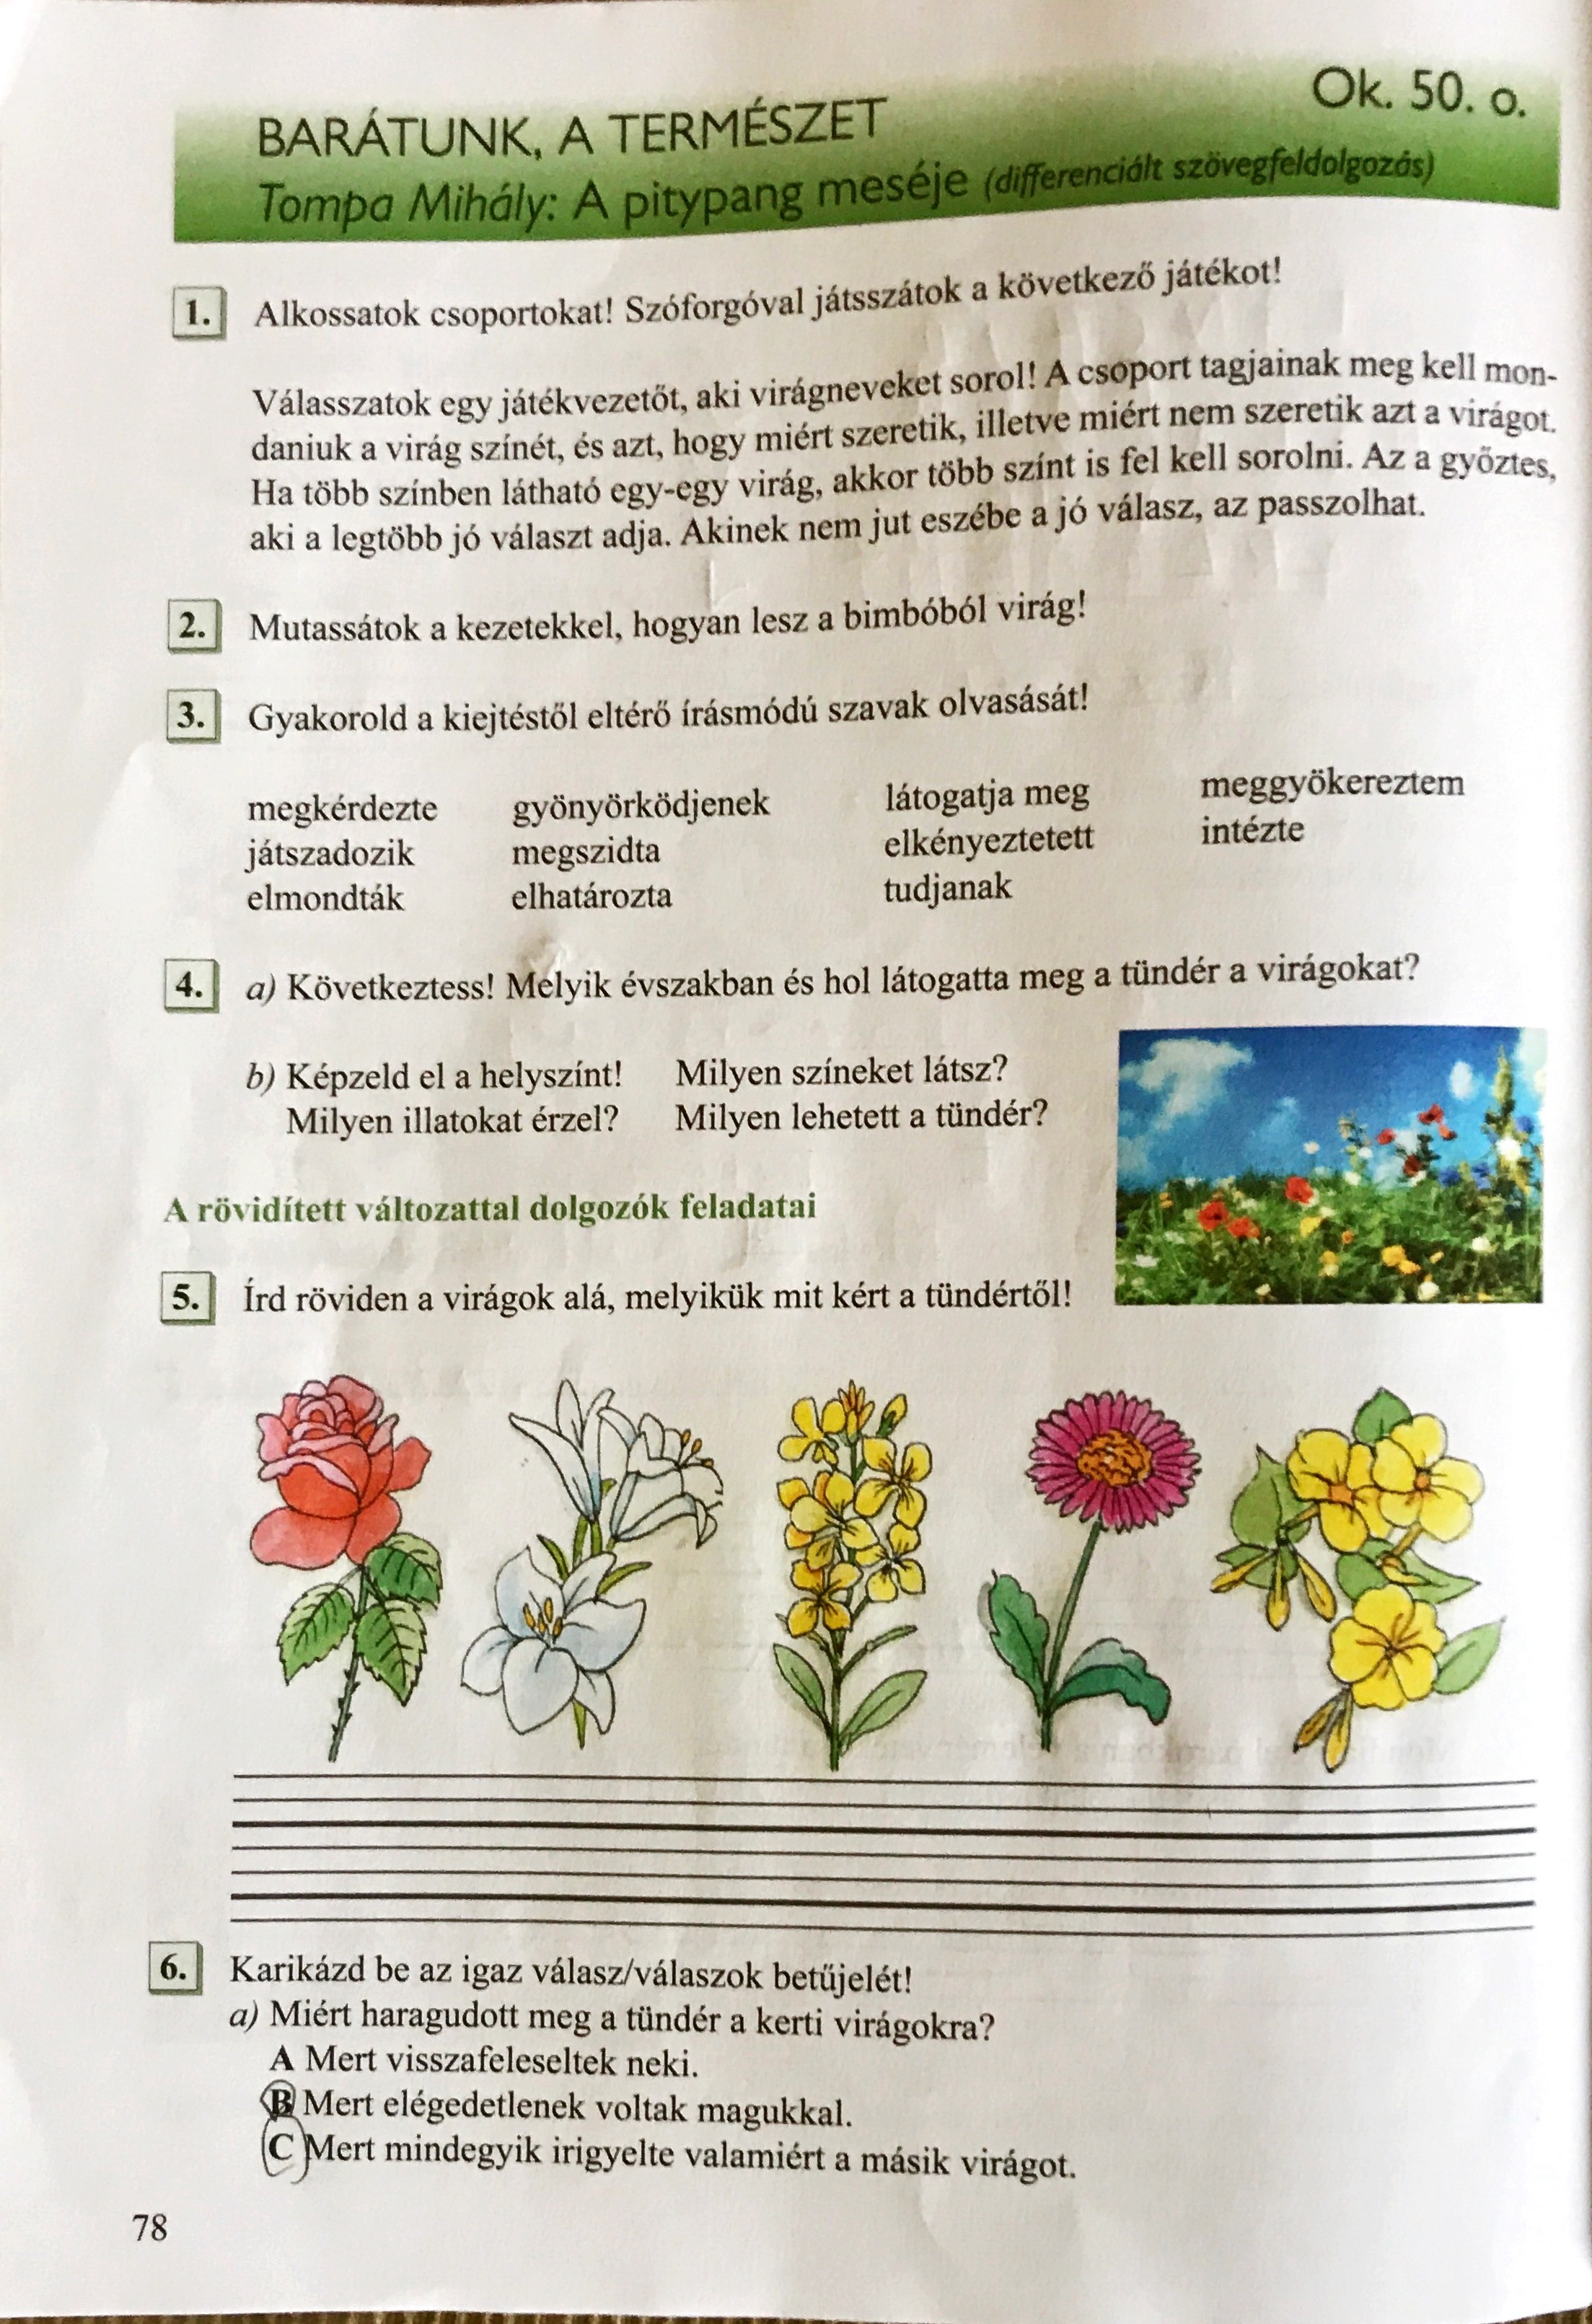 Ok. 50. o.
BARÁTUNK, A TERMÉSZET
Tompa Mihály: A pitypang meséje (differenciált szövegfeldolgozás)
1. Alkossatok csoportokat! Szóforgóval játsszátok a következő játékot!
Válasszatok egy játékvezetőt, aki virágneveket sorol! A csoport tagjainak meg kell mon-
daniuk a virág színét, és azt, hogy miért szeretik, illetve miért nem szeretik azt a virágot.
Ha több színben látható egy-egy virág, akkor több színt is fel kell sorolni. Az a győztes,
aki a legtöbb jó választ adja. Akinek nem jut eszébe a jó válasz, az passzolhat.
2. Mutassátok a kezetekkel, hogyan lesz a bimbóból virág!
3. Gyakorold a kiejtéstől eltérő írásmódú szavak olvasását!
megkérdezte gyönyörködjenek látogatja meg meggyökereztem
játszadozik megszidta elkényeztetett intézte
elmondták elhatározta tudjanak
4. a) Következtess! Melyik évszakban és hol látogatta meg a tündér a virágokat?
b) Képzeld el a helyszínt! Milyen színeket látsz?
Milyen illatokat érzel? Milyen lehetett a tündér?
A rövidített változattal dolgozók feladatai
5. Írd röviden a virágok alá, melyikük mit kért a tündértől!
6. Karikázd be az igaz válasz/válaszok betűjelét!
a) Miért haragudott meg a tündér a kerti virágokra?
A Mert visszafeleseltek neki.
B Mert elégedetlenek voltak magukkal.
C Mert mindegyik irigyelte valamiért a másik virágot.
78